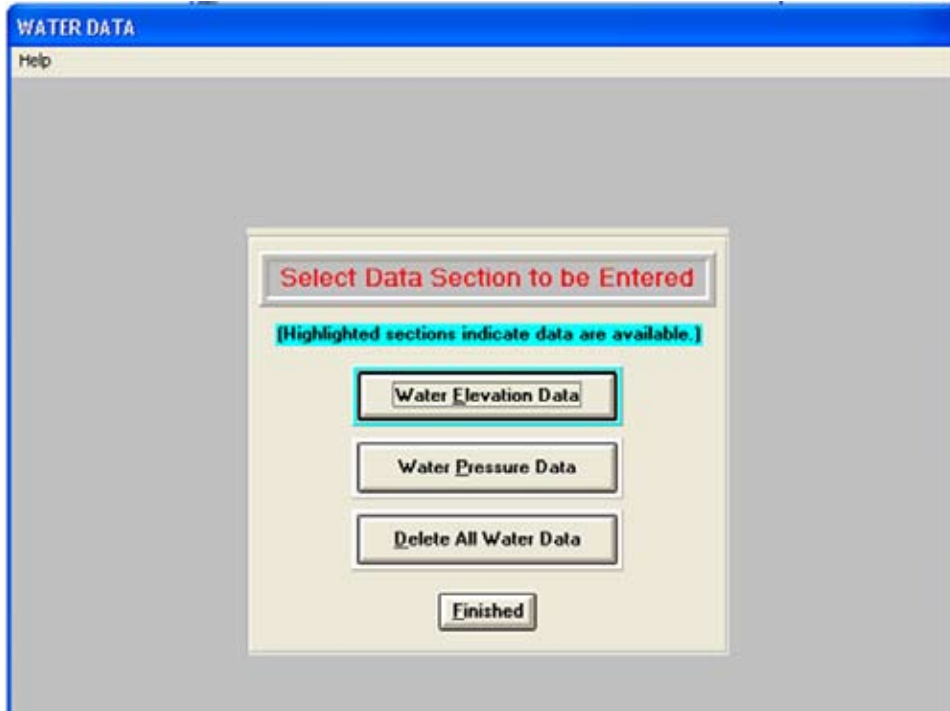 WATER DATA
Help
Select Data Section to be Entered
(Highlighted sections indicate data are available.)
Water Elevation Data
Water Pressure Data
Delete All Water Data
Finished